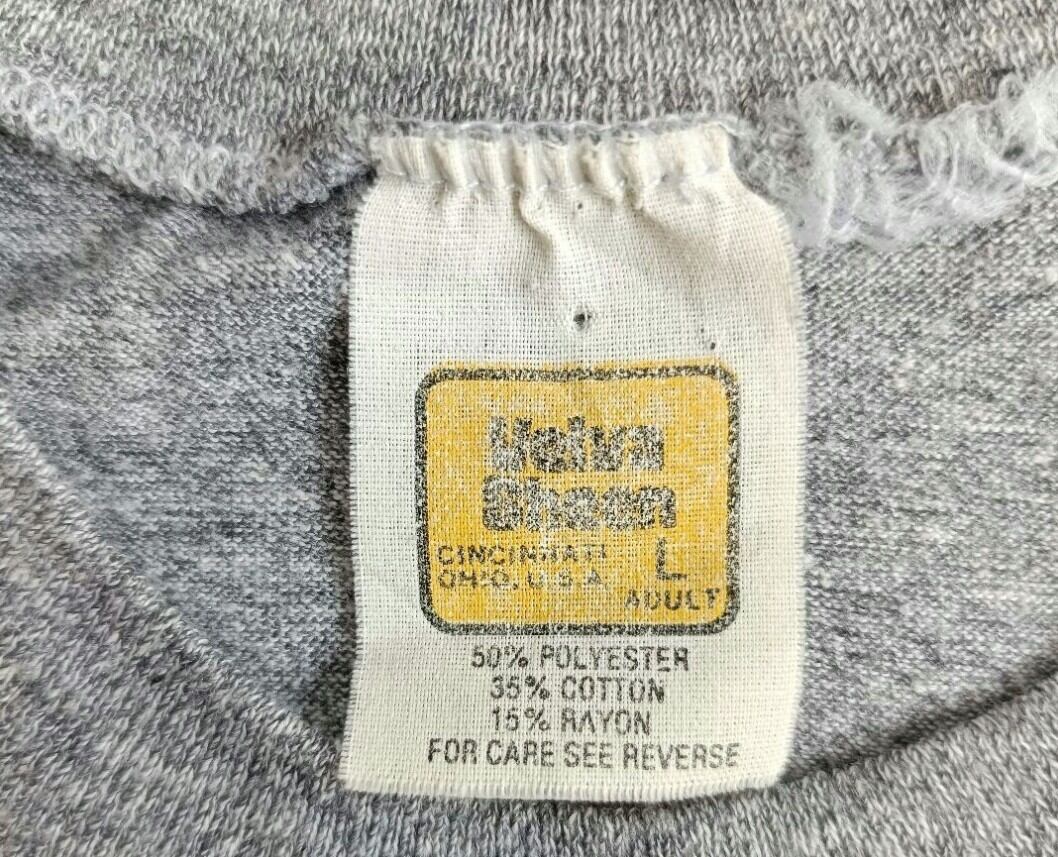 Velva
Sheen
CINCINNATI
OHIO, U.S.A.
L
ADULT
50% POLYESTER
35% COTTON
15% RAYON
FOR CARE SEE REVERSE